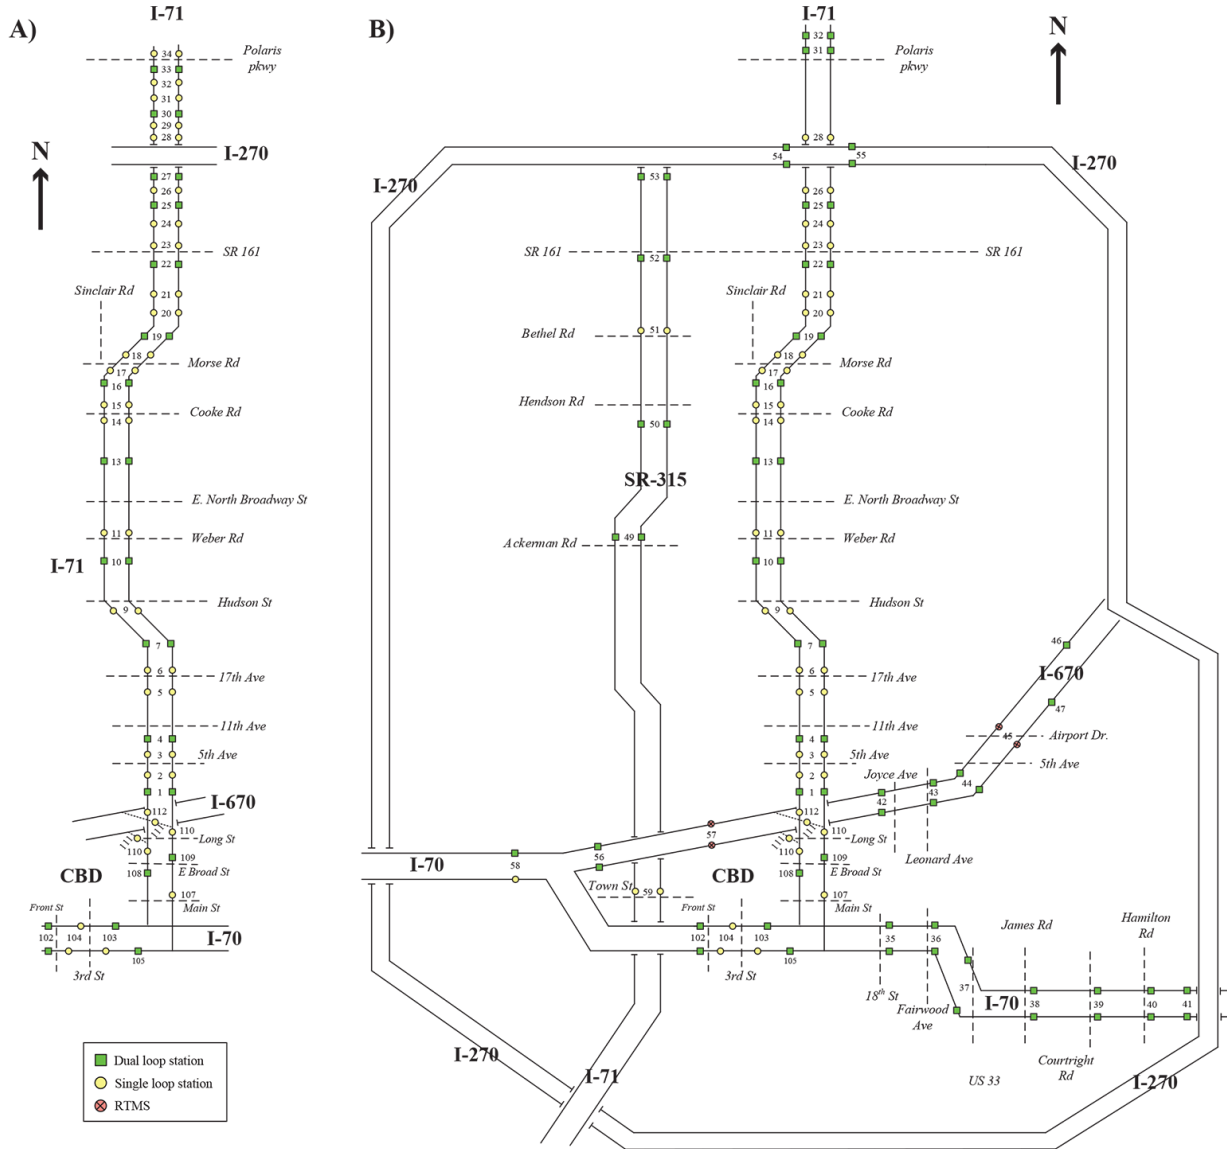 A)
I-71
34
Polaris
pkwy
33
32
31
30
29
28
I-270
N
27
26
25
24
23
SR 161
22
Sinclair Rd
21
20
19
18
Morse Rd
17
16
15
Cooke Rd
14
13
E. North Broadway St
11
Weber Rd
I-71
10
Hudson St
9
7
6
17th Ave
5
11th Ave
4
3
5th Ave
2
1
I-670
112
110
Long St
110
109
E Broad St
CBD
108
107
Main St
Front St
102
104
103
I-70
105
3rd St
Dual loop station
Single loop station
RTMS
B)
I-71
N
32
31
Polaris
pkwy
28
54
55
I-270
I-270
53
26
25
24
23
SR 161
52
SR 161
22
Sinclair Rd
21
20
Bethel Rd
51
19
18
Morse Rd
17
16
Hendson Rd
15
Cooke Rd
14
50
13
SR-315
E. North Broadway St
11
Weber Rd
Ackerman Rd
49
10
Hudson St
9
7
46
6
17th Ave
I-670
5
47
11th Ave
4
45
Airport Dr.
3
5th Ave
5th Ave
2
Joyce Ave
44
1
42
43
112
57
110
Long St
110
109
Leonard Ave
I-70
58
56
E Broad St
CBD
108
Town St
59
107
Main St
Front St
102
104
103
105
3rd St
35
36
18th St
Fairwood
Ave
James Rd
Hamilton
Rd
37
I-70
38
39
40
41
US 33
Courtright
Rd
I-270
I-71
I-270